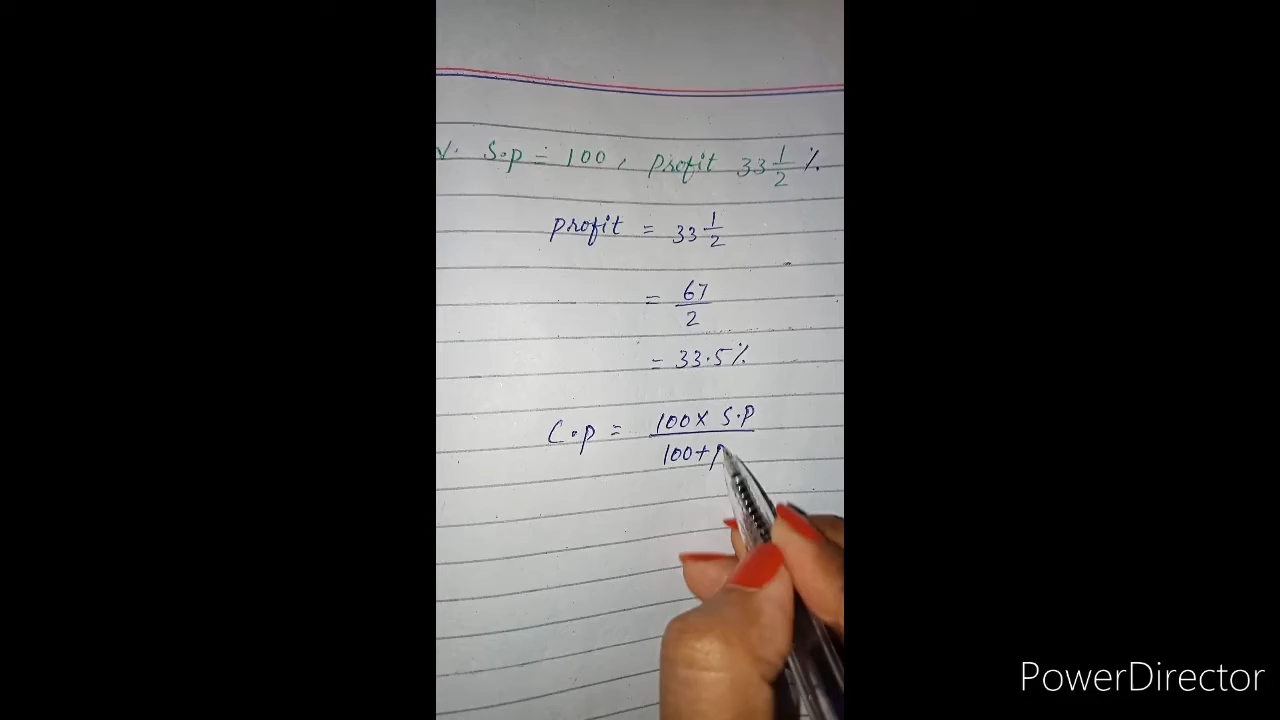 v. S.p = 100, Profit 33 1/2 %
profit = 33 1/2
= 67/2
= 33.5%
C.p = 100 x S.p / 100+p
PowerDirector